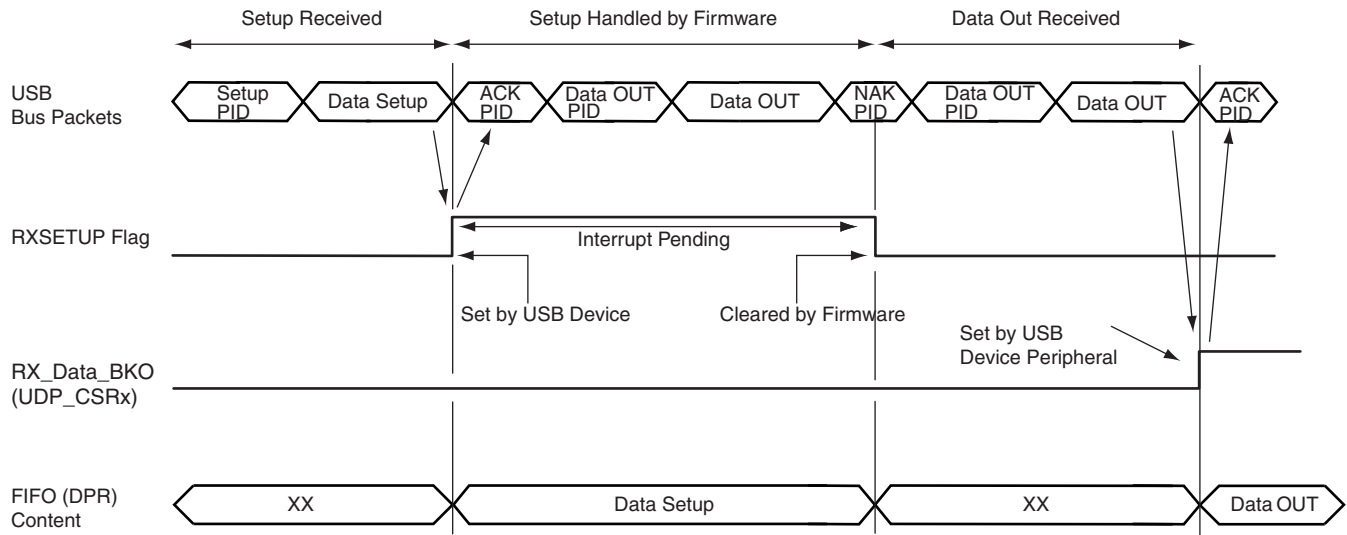 Setup Received
Setup Handled by Firmware
Data Out Received
USB
Bus Packets
Setup
PID
Data Setup
ACK
PID
Data OUT
PID
Data OUT
NAK
PID
Data OUT
PID
Data OUT
ACK
PID
RXSETUP Flag
Interrupt Pending
Set by USB Device
Cleared by Firmware
Set by USB
Device Peripheral
RX_Data_BKO
(UDP_CSRx)
FIFO (DPR)
Content
XX
Data Setup
XX
Data OUT